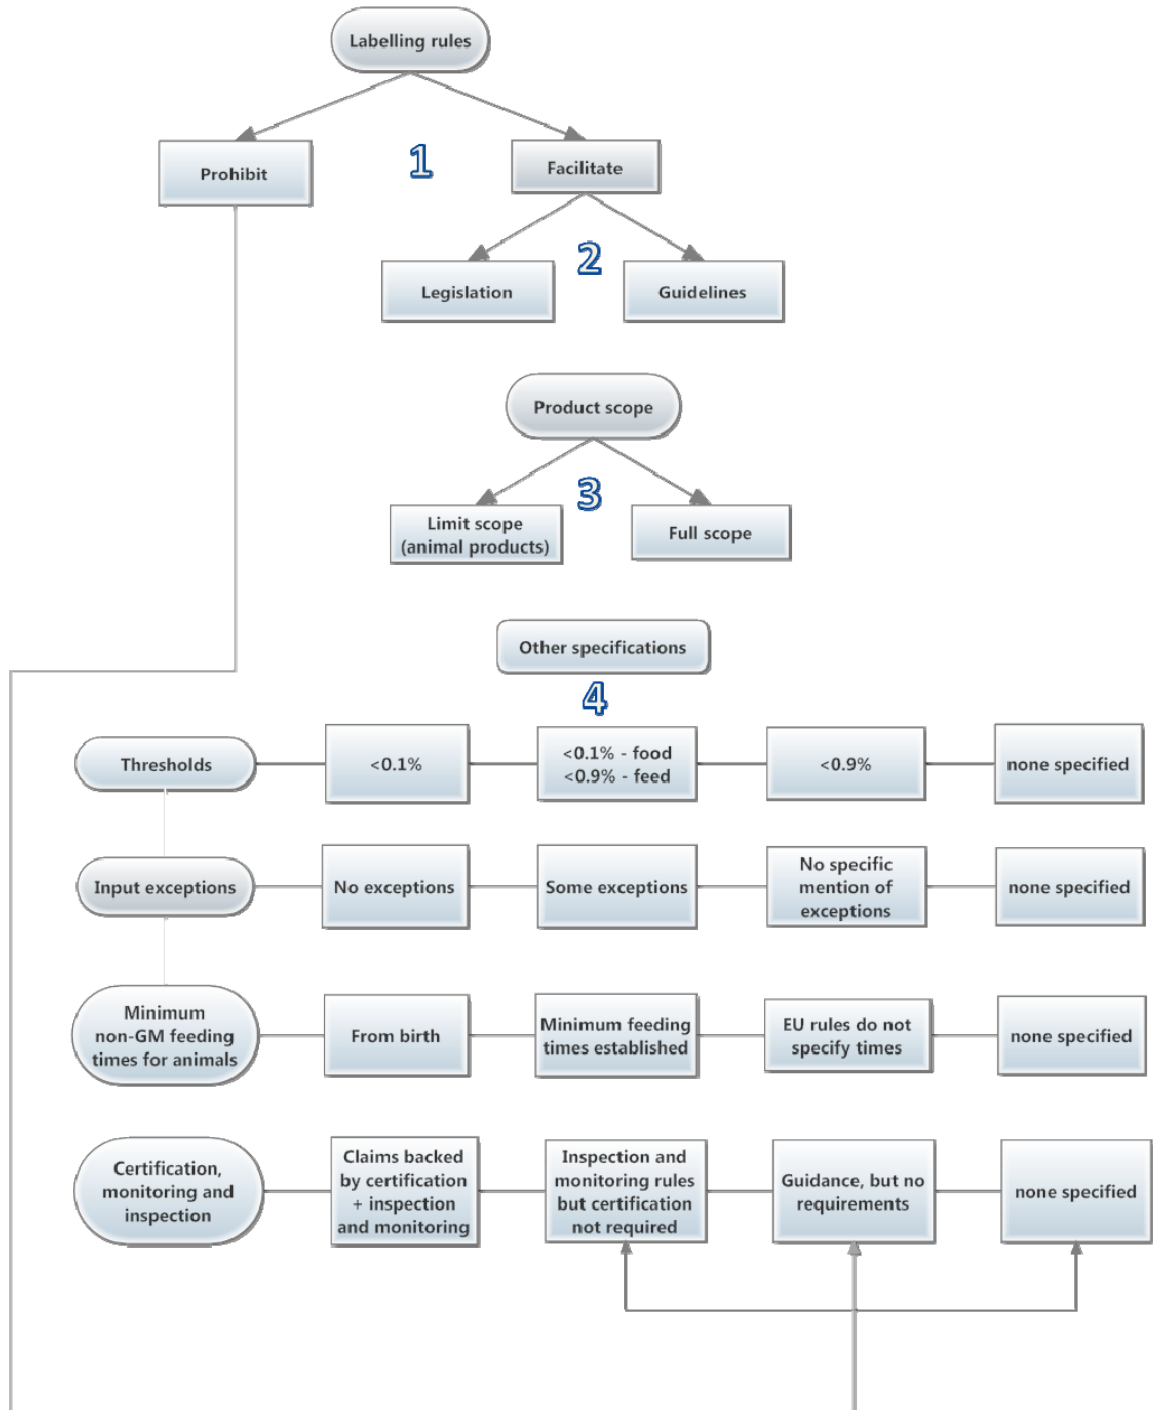 Labelling rules
Prohibit
1
Facilitate
2
Legislation
Guidelines
Product scope
3
Limit scope
(animal products)
Full scope
Other specifications
4
Thresholds
<0.1%
<0.1% - food
<0.9% - feed
<0.9%
none specified
Input exceptions
No exceptions
Some exceptions
No specific
mention of
exceptions
none specified
Minimum
non-GM feeding
times for animals
From birth
Minimum feeding
times established
EU rules do not
specify times
none specified
Certification,
monitoring and
inspection
Claims backed
by certification
+ inspection
and monitoring
Inspection and
monitoring rules
but certification
not required
Guidance, but no
requirements
none specified